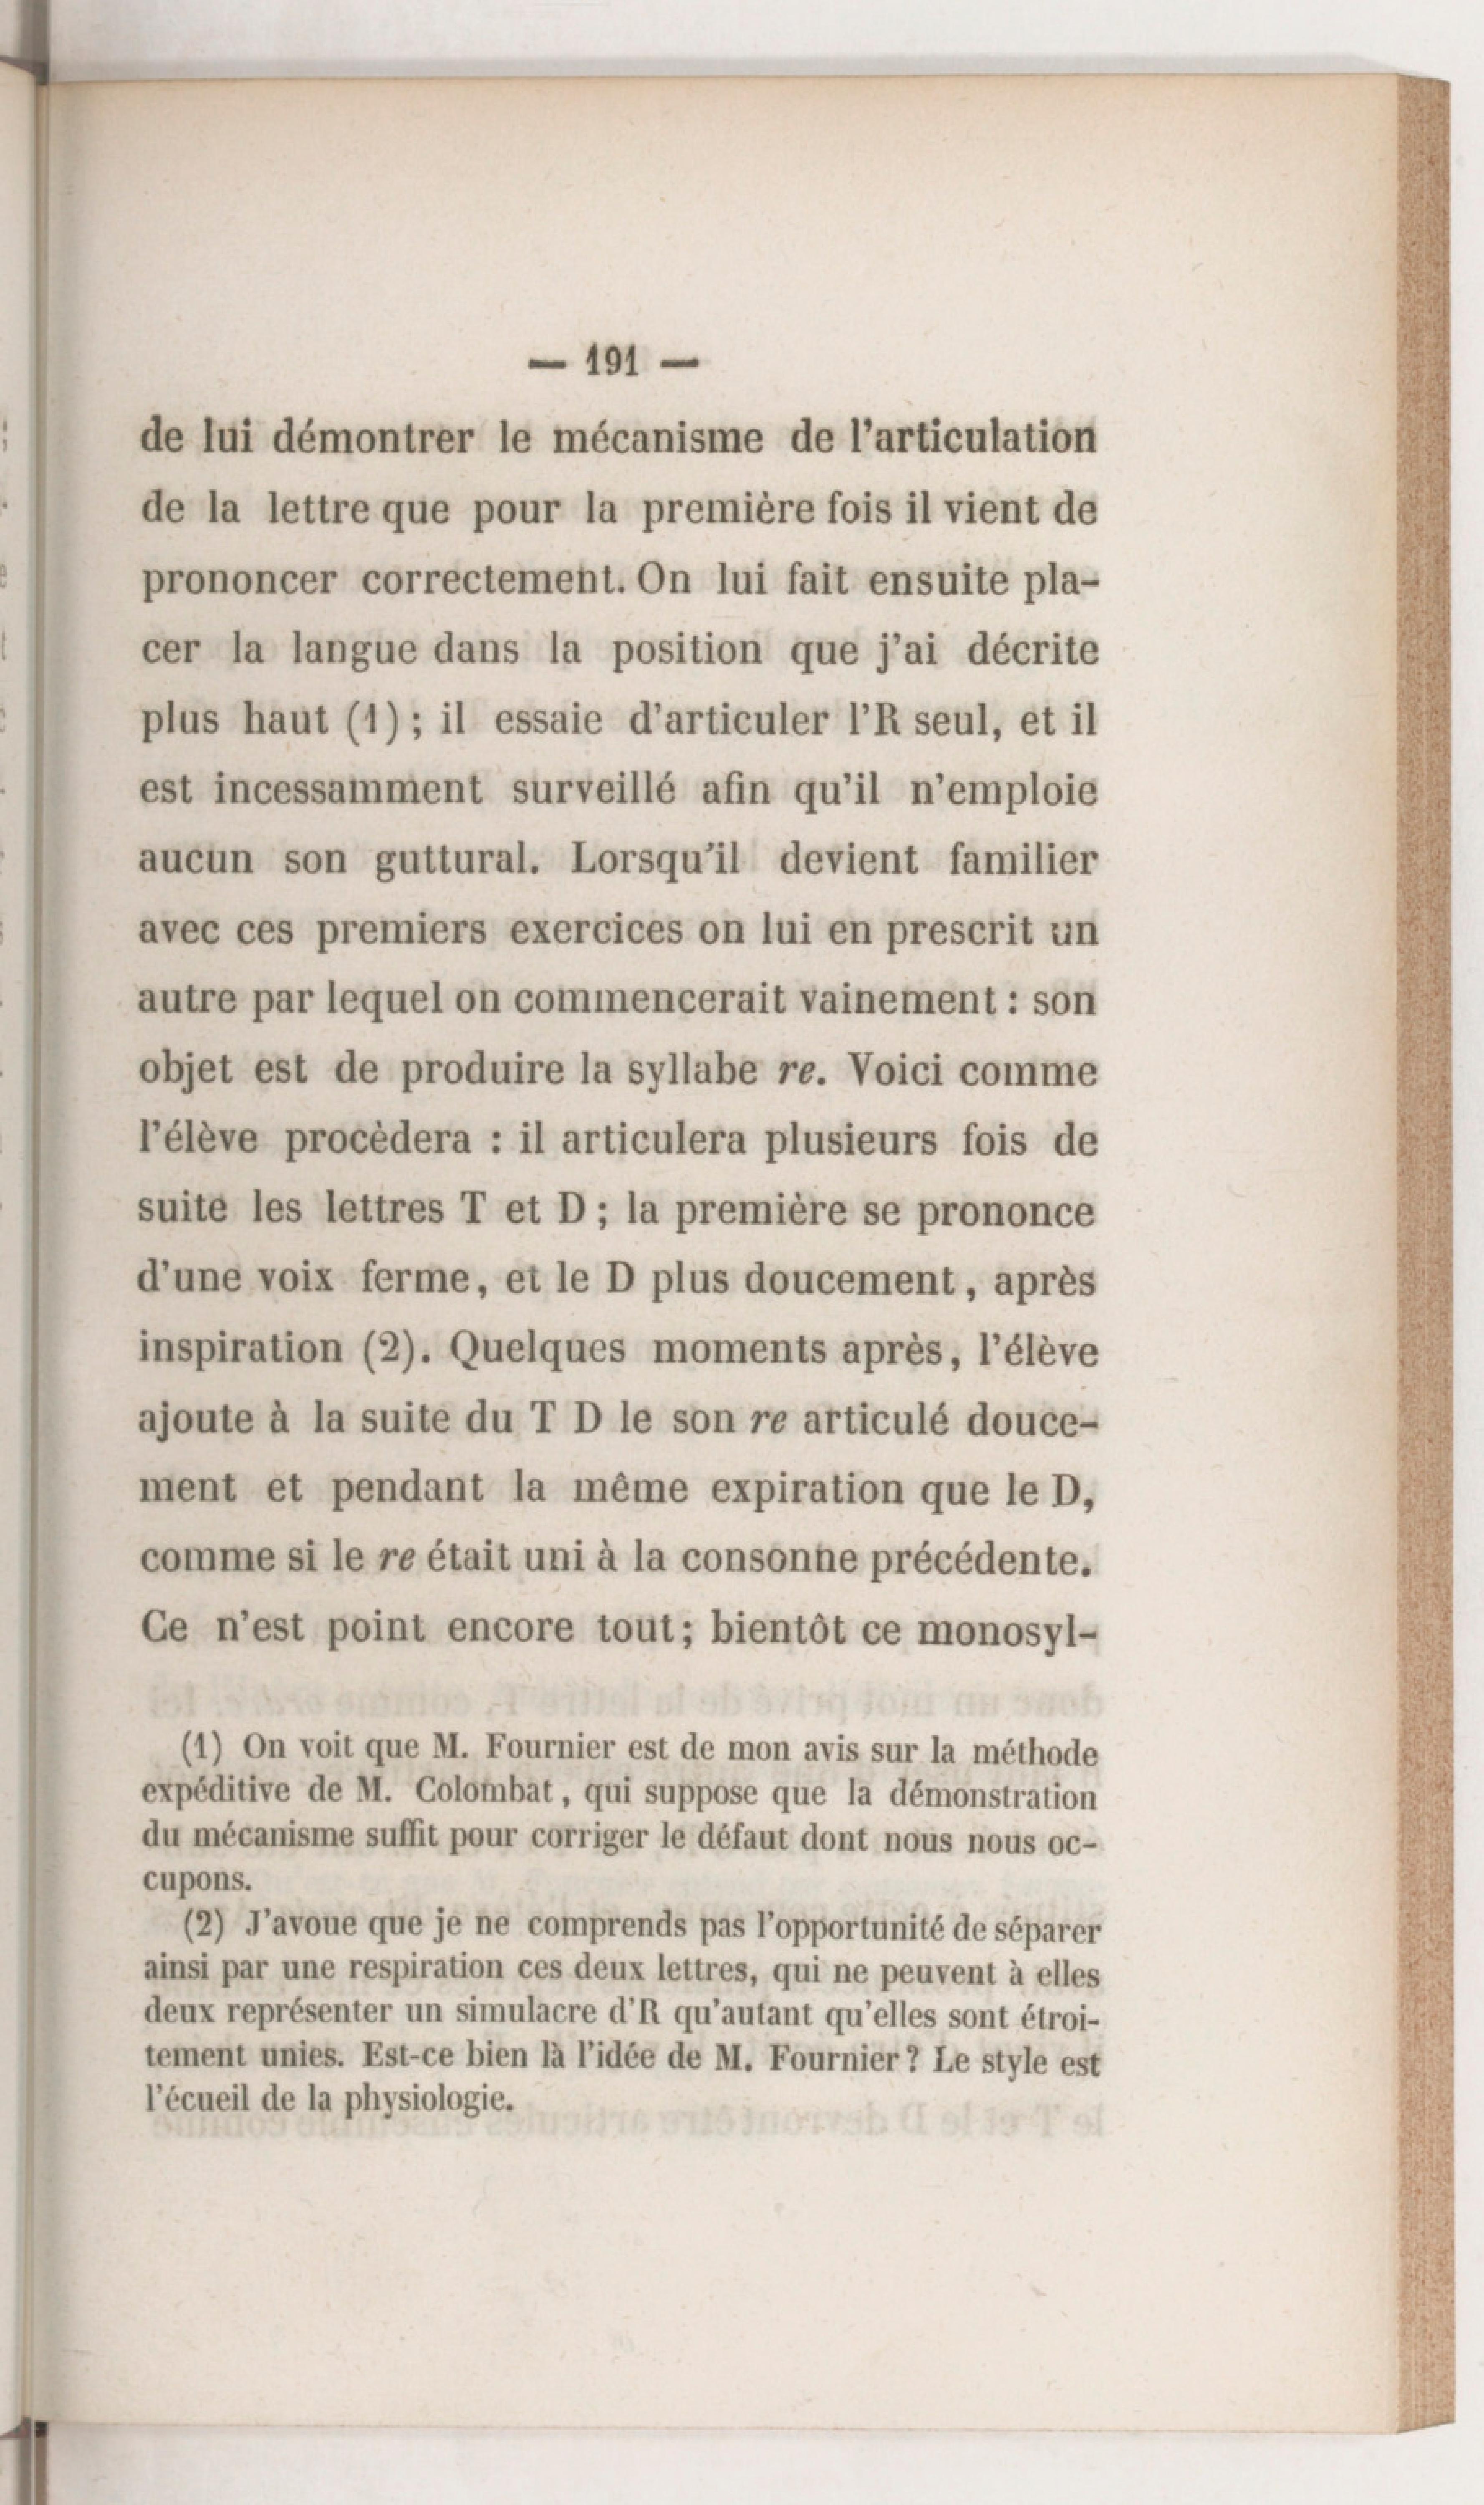 — 191 —
de lui démontrer le mécanisme de l'articulation
de la lettre que pour la première fois il vient de
prononcer correctement. On lui fait ensuite pla-
cer la langue dans la position que j'ai décrite
plus haut (1) ; il essaie d'articuler l'R seul, et il
est incessamment surveillé afin qu'il n'emploie
aucun son guttural. Lorsqu'il devient familier
avec ces premiers exercices on lui en prescrit un
autre par lequel on commencerait vainement : son
objet est de produire la syllabe re. Voici comme
l'élève procèdera : il articulera plusieurs fois de
suite les lettres T et D ; la première se prononce
d'une voix ferme, et le D plus doucement, après
inspiration (2). Quelques moments après, l'élève
ajoute à la suite du T D le son re articulé douce-
ment et pendant la même expiration que le D,
comme si le re était uni à la consonne précédente.
Ce n'est point encore tout ; bientôt ce monosyl-
(1) On voit que M. Fournier est de mon avis sur la méthode
expéditive de M. Colombat, qui suppose que la démonstration
du mécanisme suffit pour corriger le défaut dont nous nous oc-
cupons.
(2) J'avoue que je ne comprends pas l'opportunité de séparer
ainsi par une respiration ces deux lettres, qui ne peuvent à elles
deux représenter un simulacre d'R qu'autant qu'elles sont étroi-
tement unies. Est-ce bien là l'idée de M. Fournier ? Le style est
l'écueil de la physiologie.